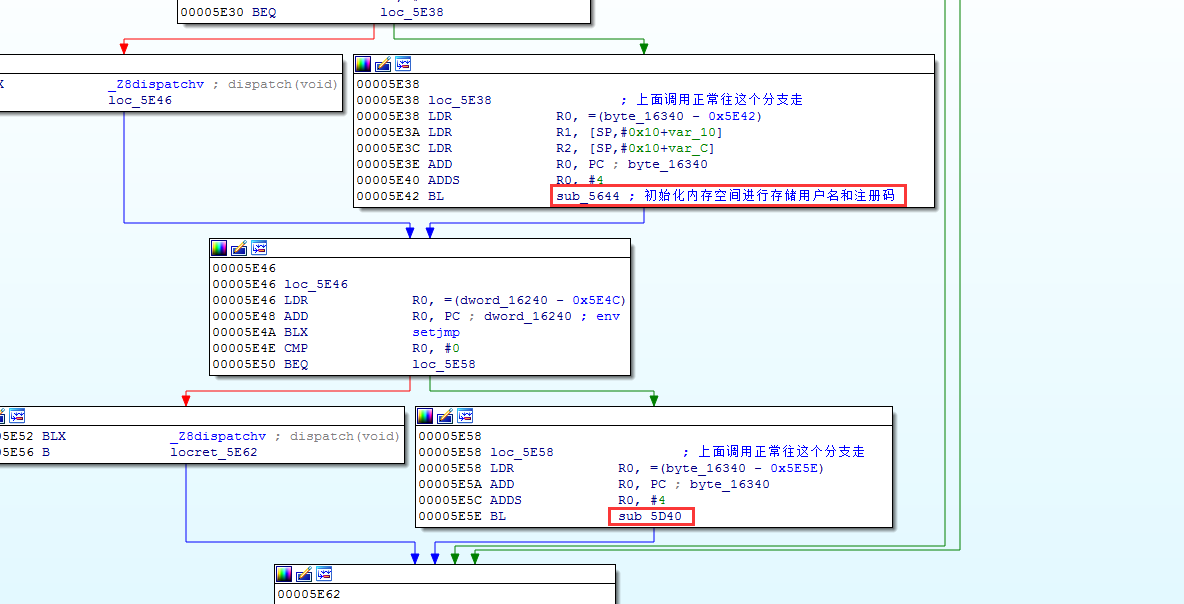 00005E30 BEQ loc_5E38
X _Z8dispatchv ; dispatch(void)
loc_5E46
00005E38
00005E38 loc_5E38 ; 上面调用正常往这个分支走
00005E38 LDR R0, =(byte_16340 - 0x5E42)
00005E3A LDR R1, [SP,#0x10+var_10]
00005E3C LDR R2, [SP,#0x10+var_C]
00005E3E ADD R0, PC ; byte_16340
00005E40 ADDS R0, #4
00005E42 BL sub_5644 ; 初始化内存空间进行存储用户名和注册码
00005E46
00005E46 loc_5E46
00005E46 LDR R0, =(dword_16240 - 0x5E4C)
00005E48 ADD R0, PC ; dword_16240 ; env
00005E4A BLX setjmp
00005E4E CMP R0, #0
00005E50 BEQ loc_5E58
5E52 BLX _Z8dispatchv ; dispatch(void)
5E56 B locret_5E62
00005E58
00005E58 loc_5E58 ; 上面调用正常往这个分支走
00005E58 LDR R0, =(byte_16340 - 0x5E5E)
00005E5A ADD R0, PC ; byte_16340
00005E5C ADDS R0, #4
00005E5E BL sub_5D40
00005E62